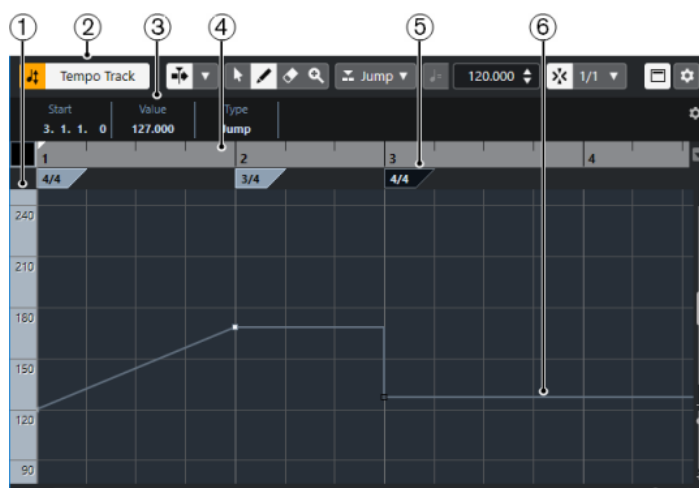 1 2 3 4 5 6
Tempo Track Jump 120.000 1/1
Start Value Type
3. 1. 1. 0 127.000 Jump
1 2 3 4
4/4 3/4 4/4
240
210
180
150
120
90